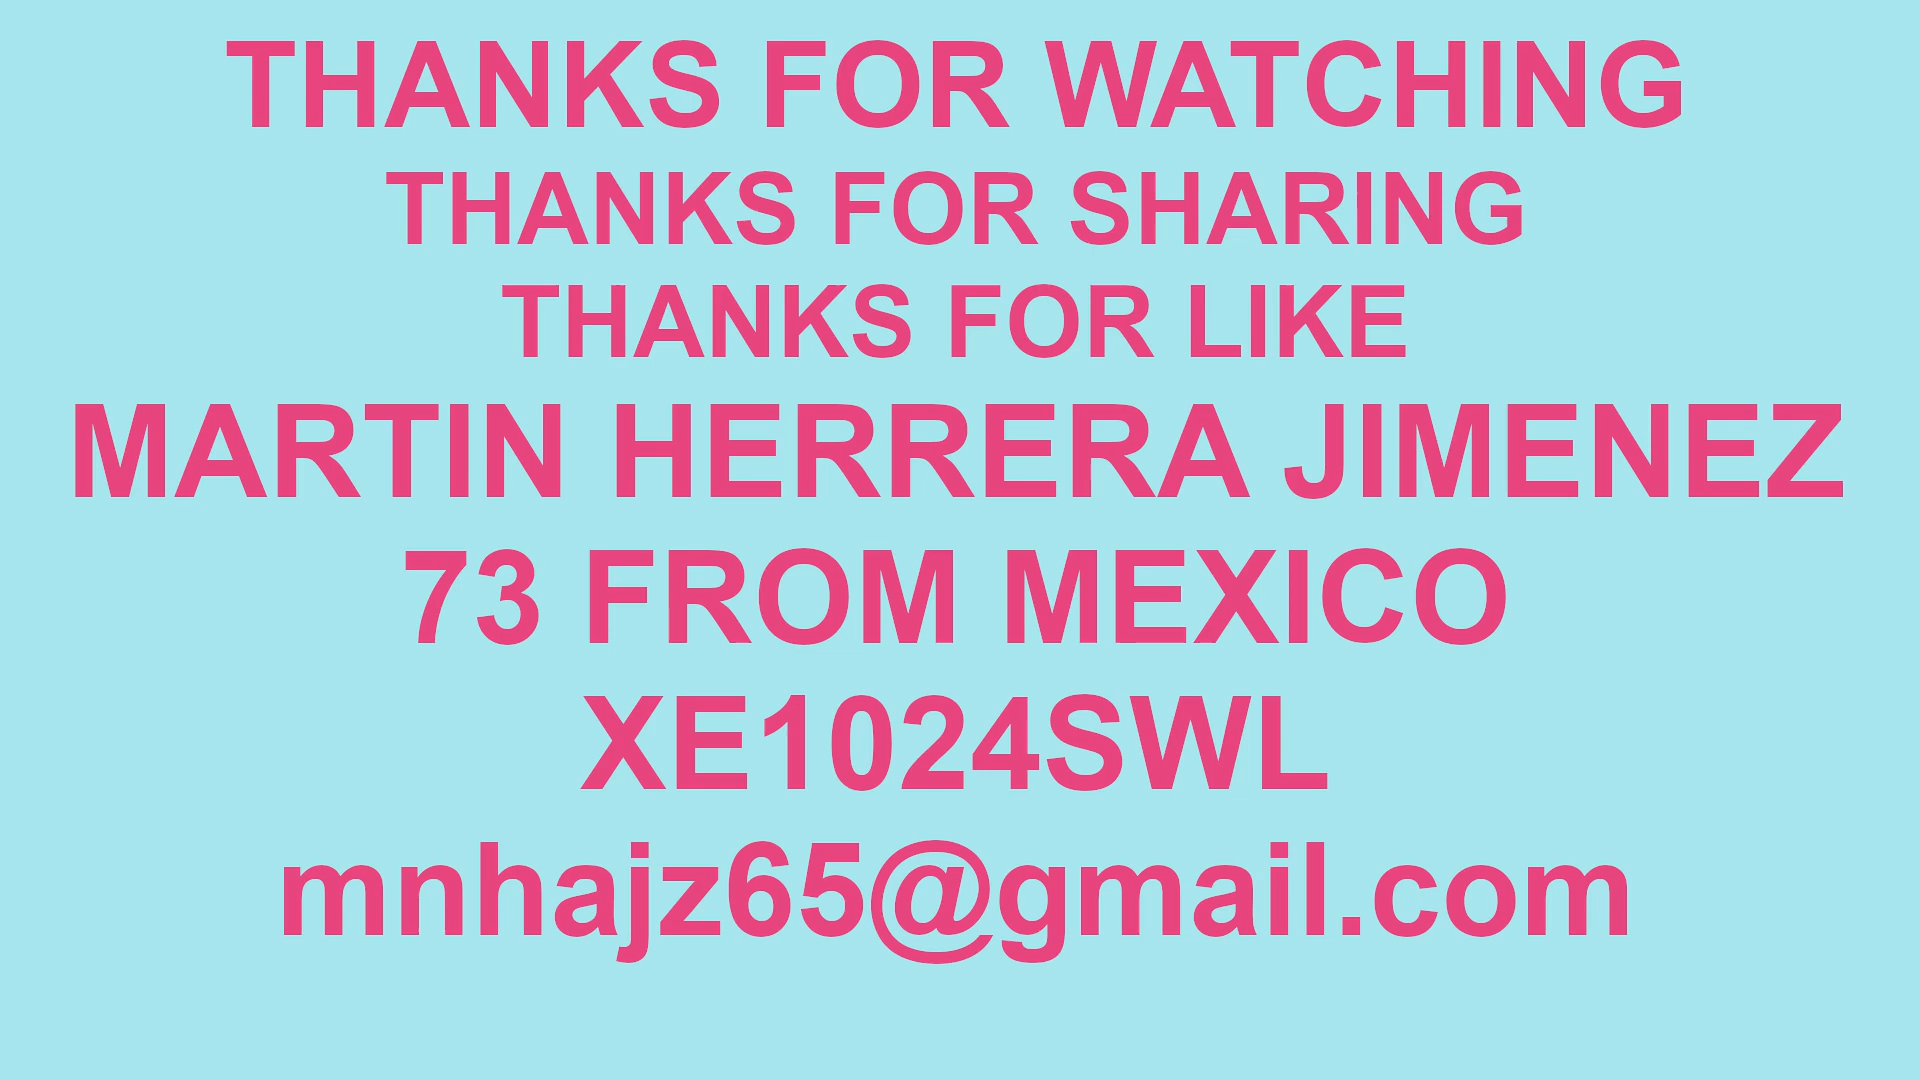 THANKS FOR WATCHING
THANKS FOR SHARING
THANKS FOR LIKE
MARTIN HERRERA JIMENEZ
73 FROM MEXICO
XE1024SWL
mnhajz65@gmail.com